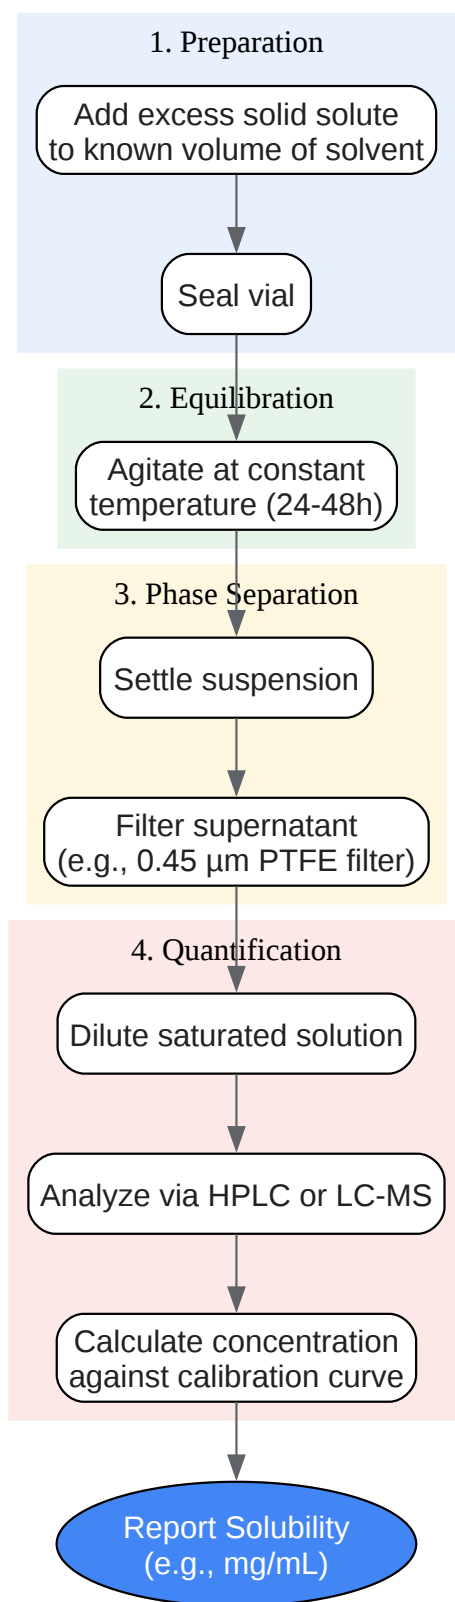 1. Preparation
Add excess solid solute
to known volume of solvent
Seal vial
2. Equilibration
Agitate at constant
temperature (24-48h)
3. Phase Separation
Settle suspension
Filter supernatant
(e.g., 0.45 µm PTFE filter)
4. Quantification
Dilute saturated solution
Analyze via HPLC or LC-MS
Calculate concentration
against calibration curve
Report Solubility
(e.g., mg/mL)